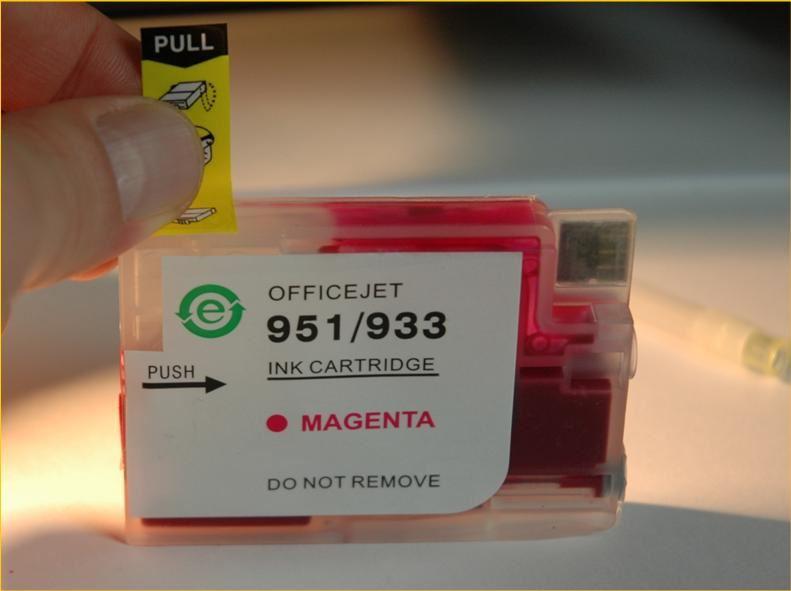 PULL
e
OFFICEJET
951/933
PUSH
INK CARTRIDGE
MAGENTA
DO NOT REMOVE